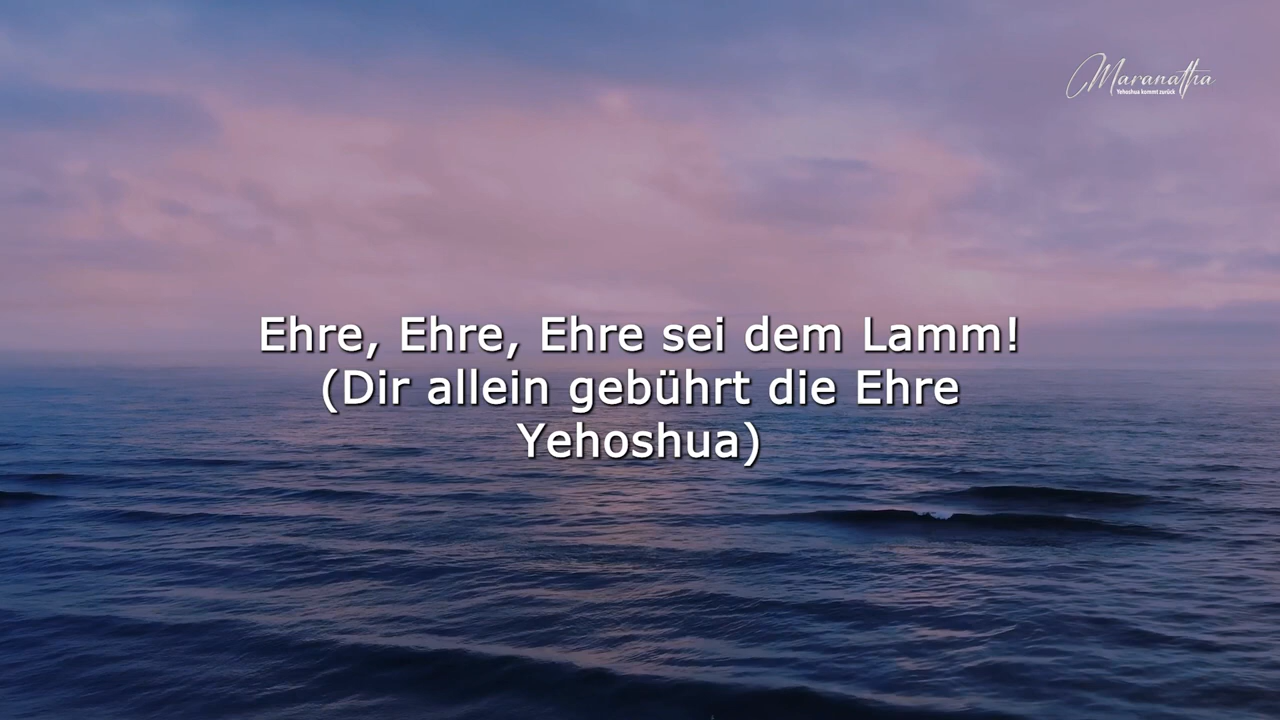 Maranatha
Yehoshua kommt zurück
Ehre, Ehre, Ehre sei dem Lamm!
(Dir allein gebührt die Ehre
Yehoshua)